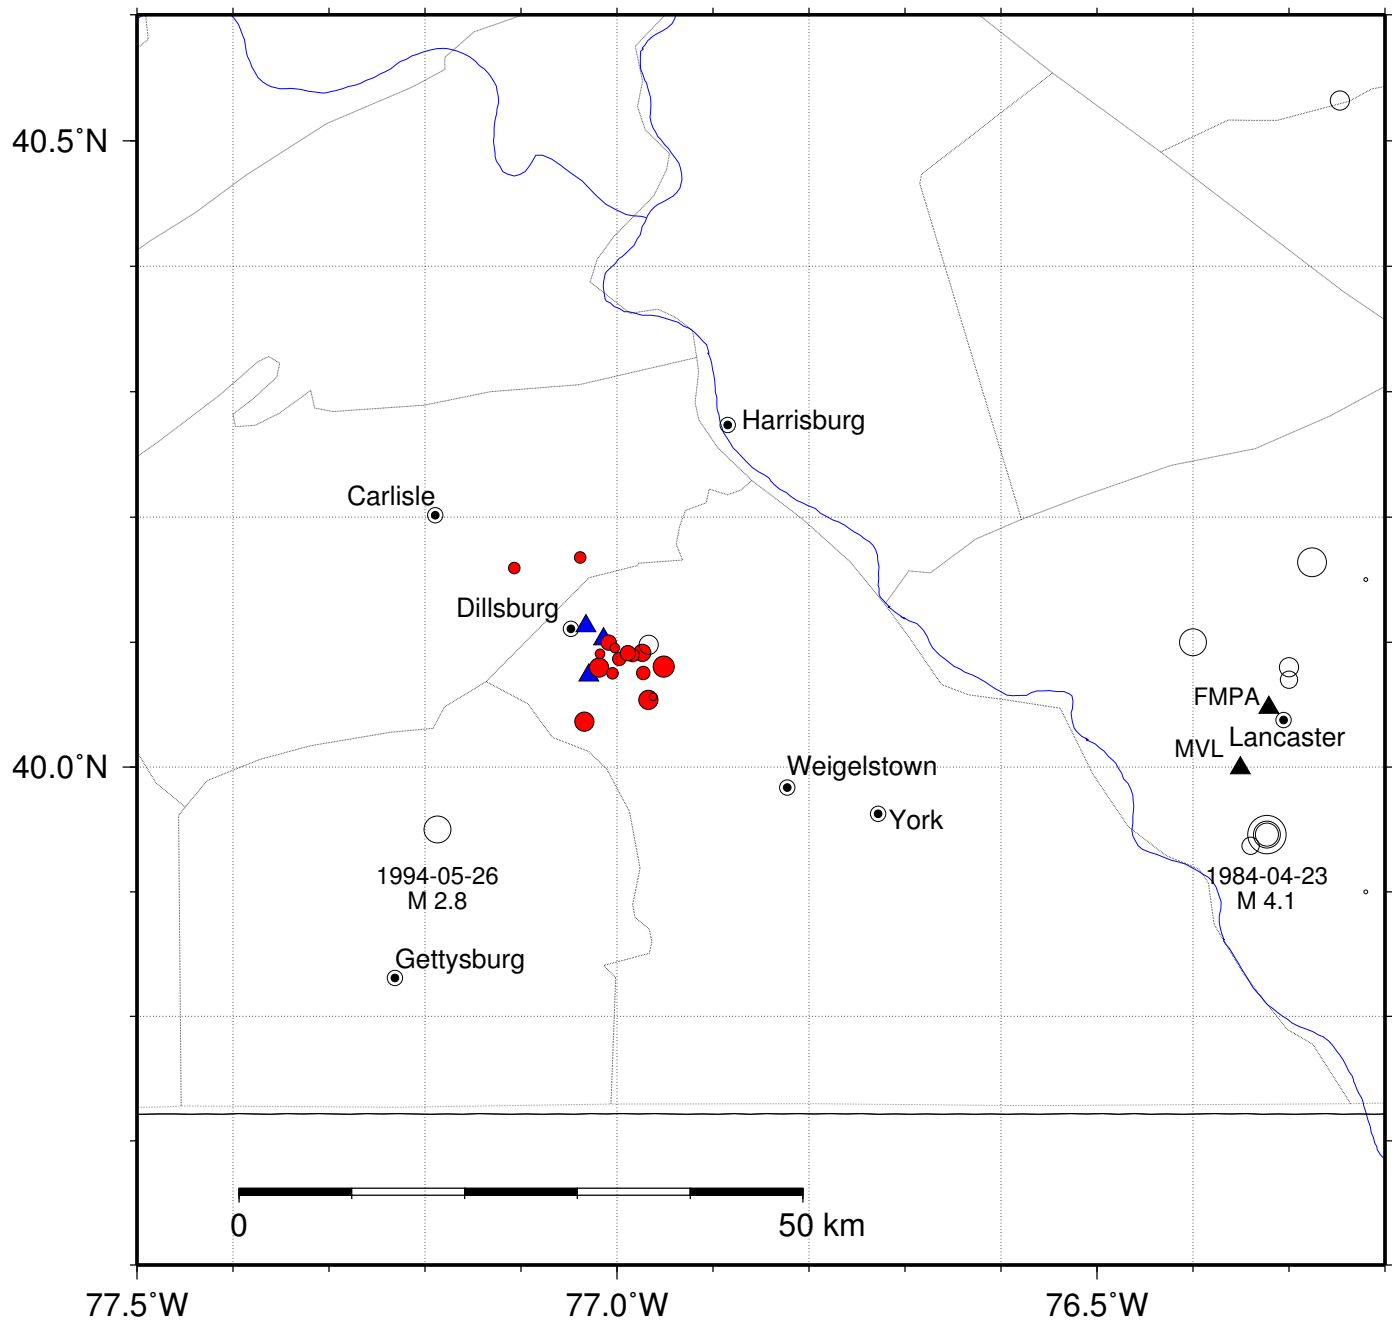 40.5°N
Harrisburg
Carlisle
Dillsburg
FMPA
Lancaster
MVL
40.0°N
Weigelstown
York
1994-05-26
M 2.8
1984-04-23
M 4.1
Gettysburg
0
50 km
77.5°W
77.0°W
76.5°W